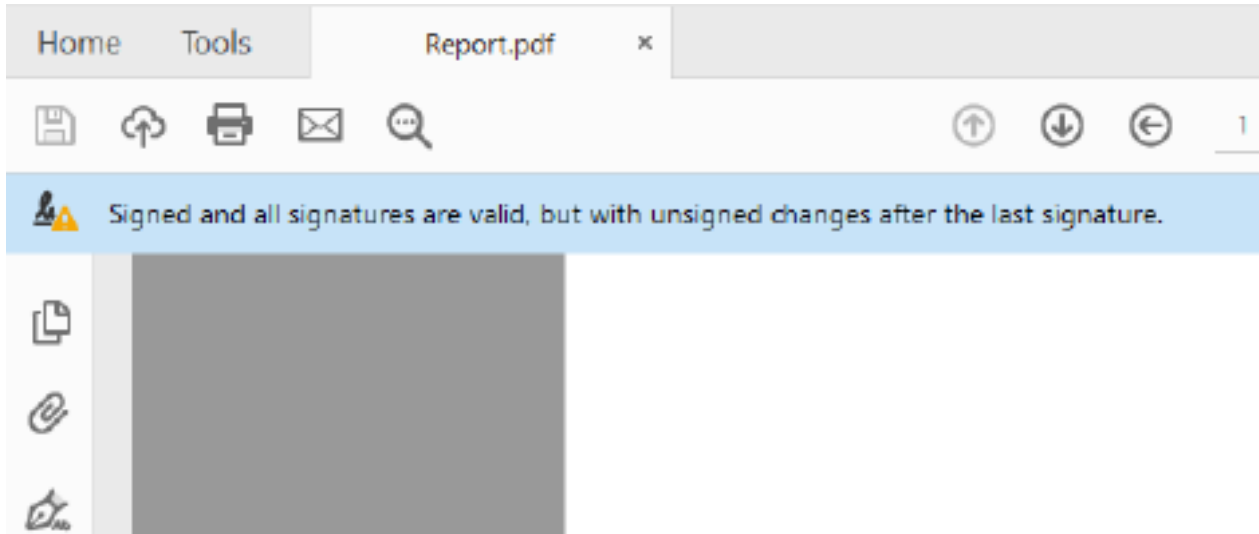 Home Tools Report.pdf ×
1
Signed and all signatures are valid, but with unsigned changes after the last signature.